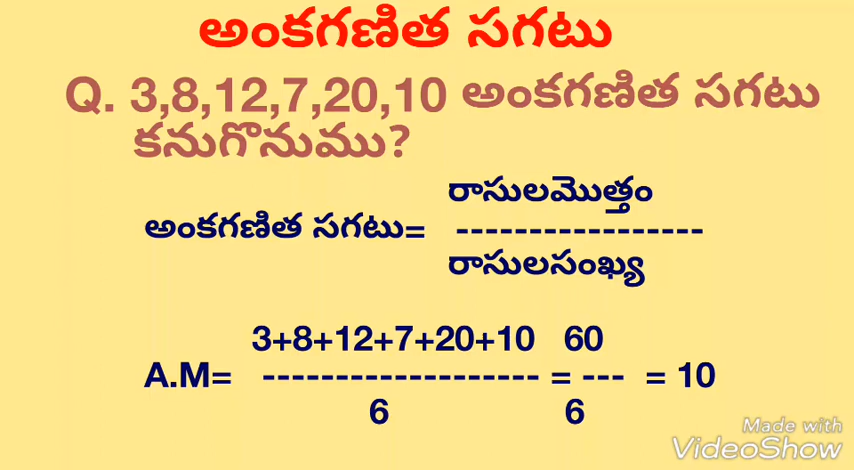 అంకగణిత సగటు
Q. 3,8,12,7,20,10 అంకగణిత సగటు
కనుగొనుము?
రాసులమొత్తం
అంకగణిత సగటు= -----------------
రాసులసంఖ్య
3+8+12+7+20+10 60
A.M= ------------------- = --- = 10
6 6
Made with
VideoShow